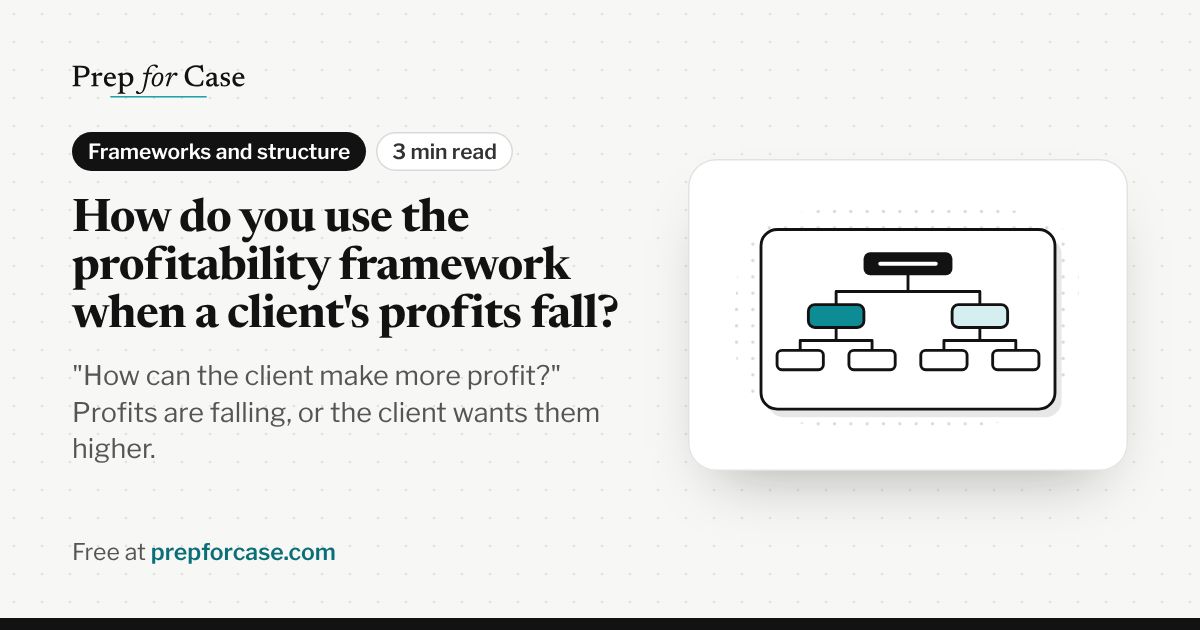 Prep for Case
Frameworks and structure
3 min read
How do you use the
profitability framework
when a client's profits fall?
"How can the client make more profit?"
Profits are falling, or the client wants them
higher.
Free at prepforcase.com